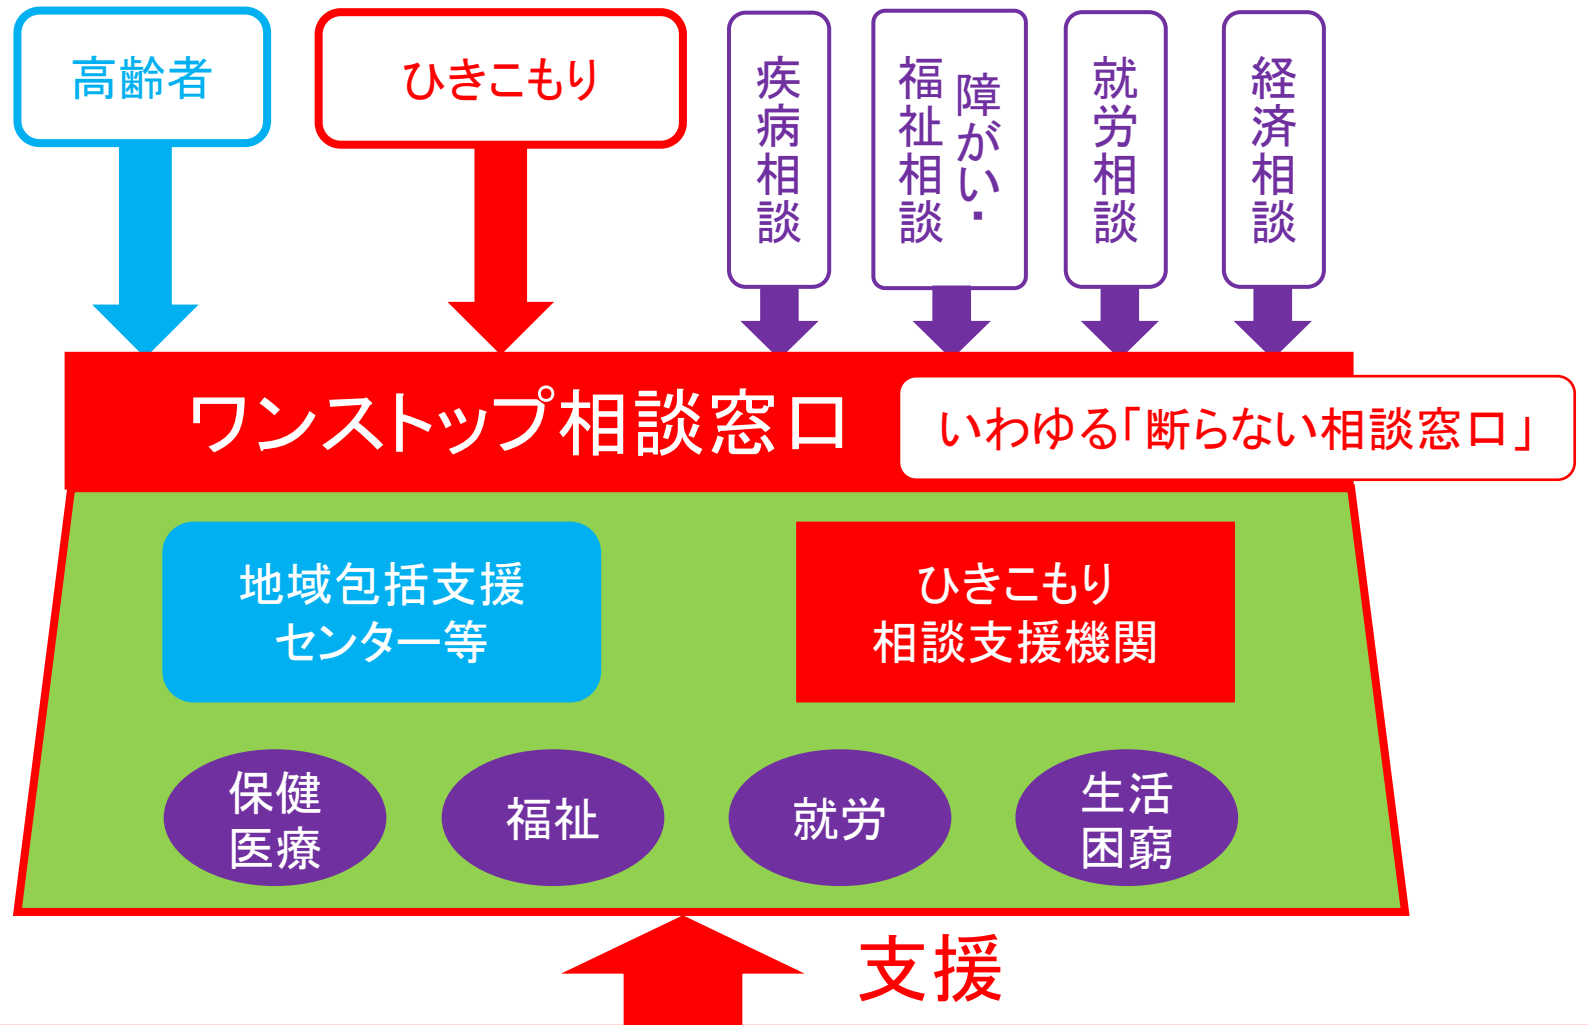 高齢者
ひきこもり
疾病相談
障がい・
福祉相談
就労相談
経済相談
ワンストップ相談窓口
いわゆる「断らない相談窓口」
地域包括支援
センター等
ひきこもり
相談支援機関
保健
医療
福祉
就労
生活
困窮
支援